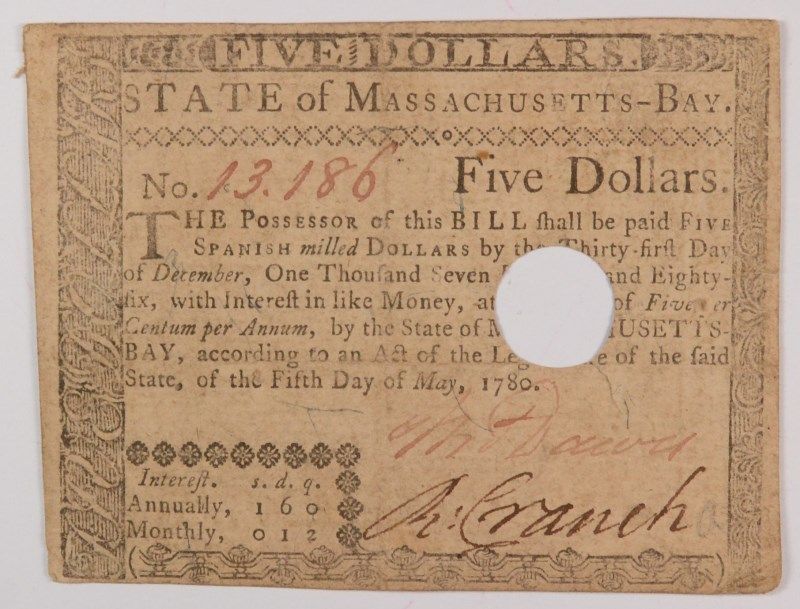 FIVE DOLLARS.
STATE of MASSACHUSETTS-BAY.
No. 13.186 Five Dollars.
THE POSSESSOR of this BILL ſhall be paid FIVE
SPANISH milled DOLLARS by the Thirty-firſt Day
of December, One Thouſand Seven and Eighty-
ſix, with Intereſt in like Money, at of Five er
Centum per Annum, by the State of M HUSETTS-
BAY, according to an Act of the Leg e of the ſaid
State, of the Fifth Day of May, 1780.
Tho Dawes
Intereſt. s. d. q.
Annually, 1 6 0
Monthly, 0 1 2
R: Cranch